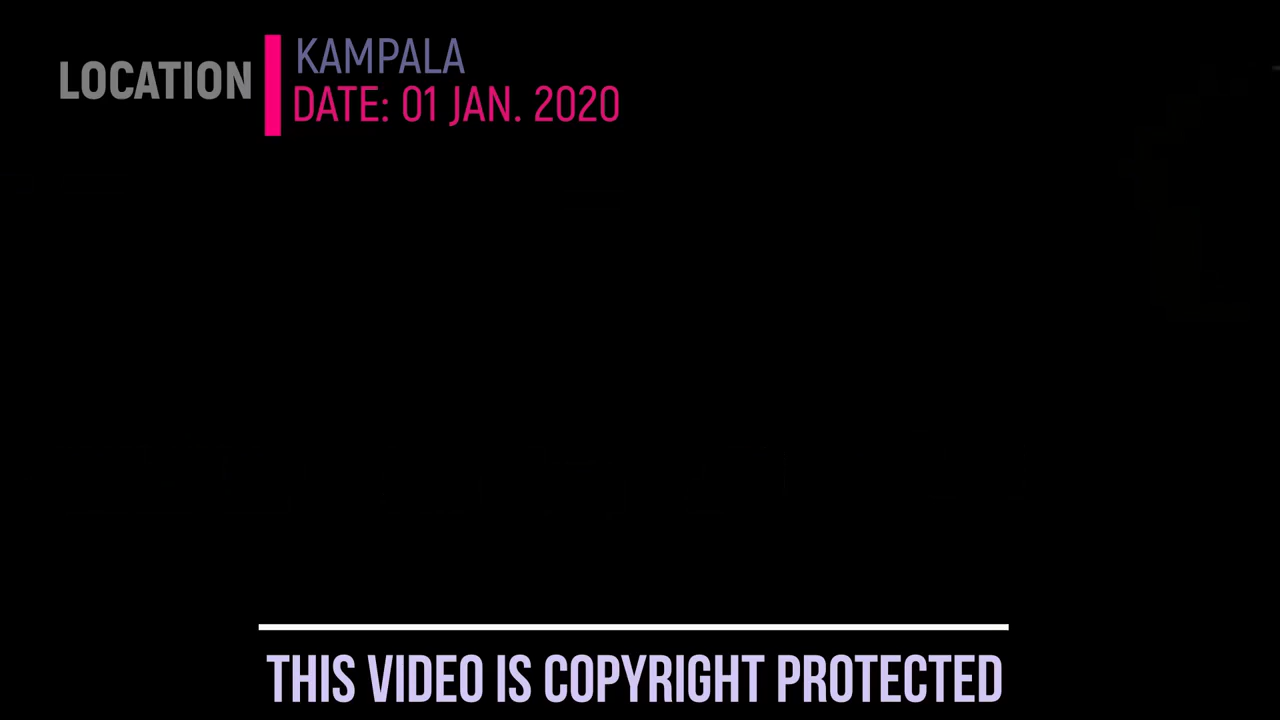 LOCATION
KAMPALA
DATE: 01 JAN. 2020
THIS VIDEO IS COPYRIGHT PROTECTED